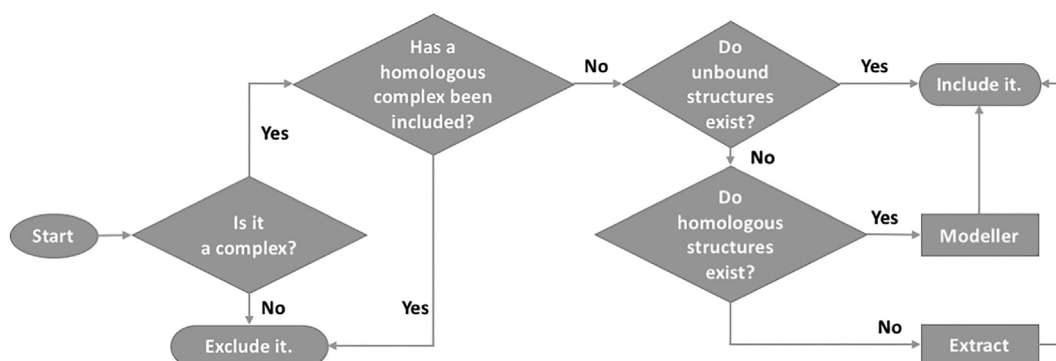 Has a
homologous
complex been
included?
No
Do
unbound
structures
exist?
Yes
Include it.
Yes
No
Start
Is it
a complex?
Do
homologous
structures
exist?
Yes
Modeller
No
Yes
Exclude it.
No
Extract